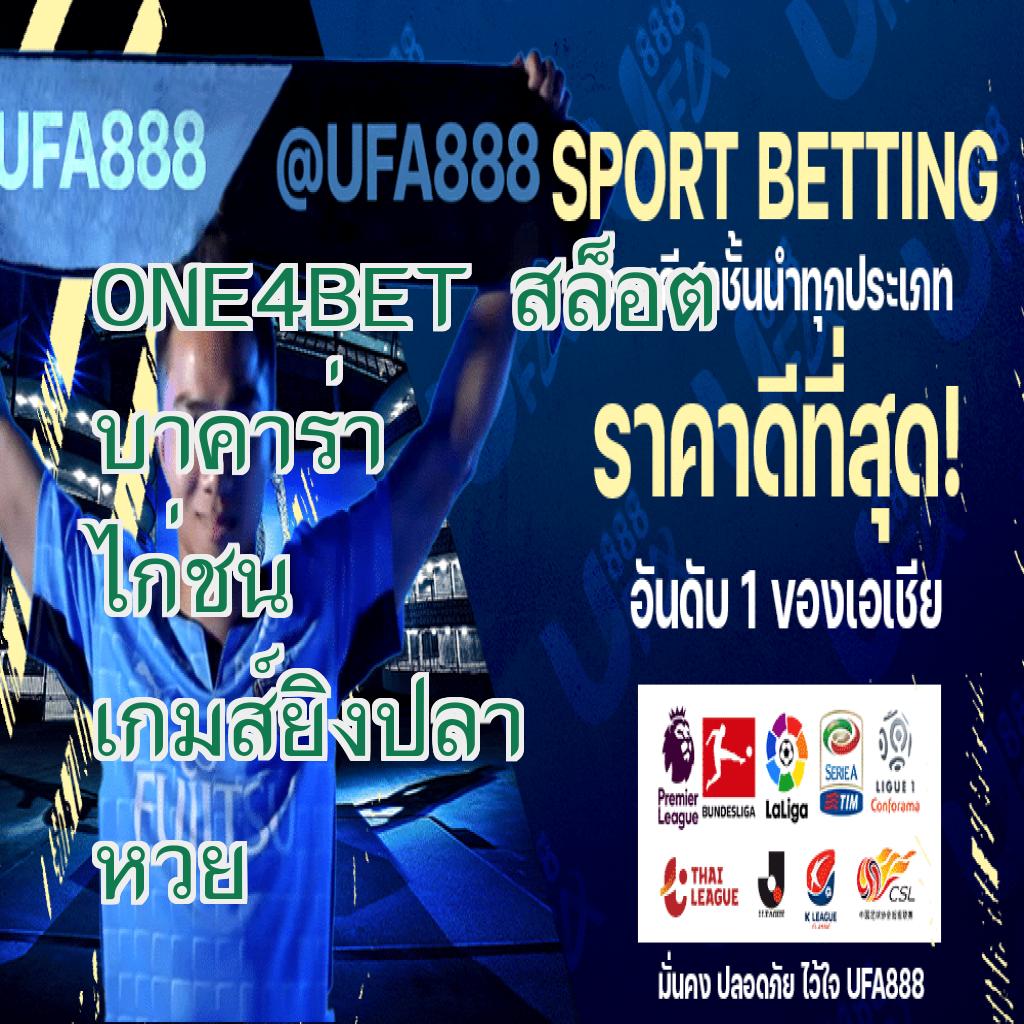 UFA888
@UFA888
SPORT BETTING
ชั้นนำทุกประเภท
ONE4BET สล็อต
บาคาร่า
ไก่ชน
เกมส์ยิงปลา
หวย
ราคาดีที่สุด!
อันดับ 1 ของเอเชีย
FUJITSU
Premier
League
BUNDESLIGA
LaLiga
SERIE A
TIM
LIGUE 1
Conforama
THAI
LEAGUE
J.LEAGUE
K LEAGUE
CSL
มั่นคง ปลอดภัย ไว้ใจ UFA888